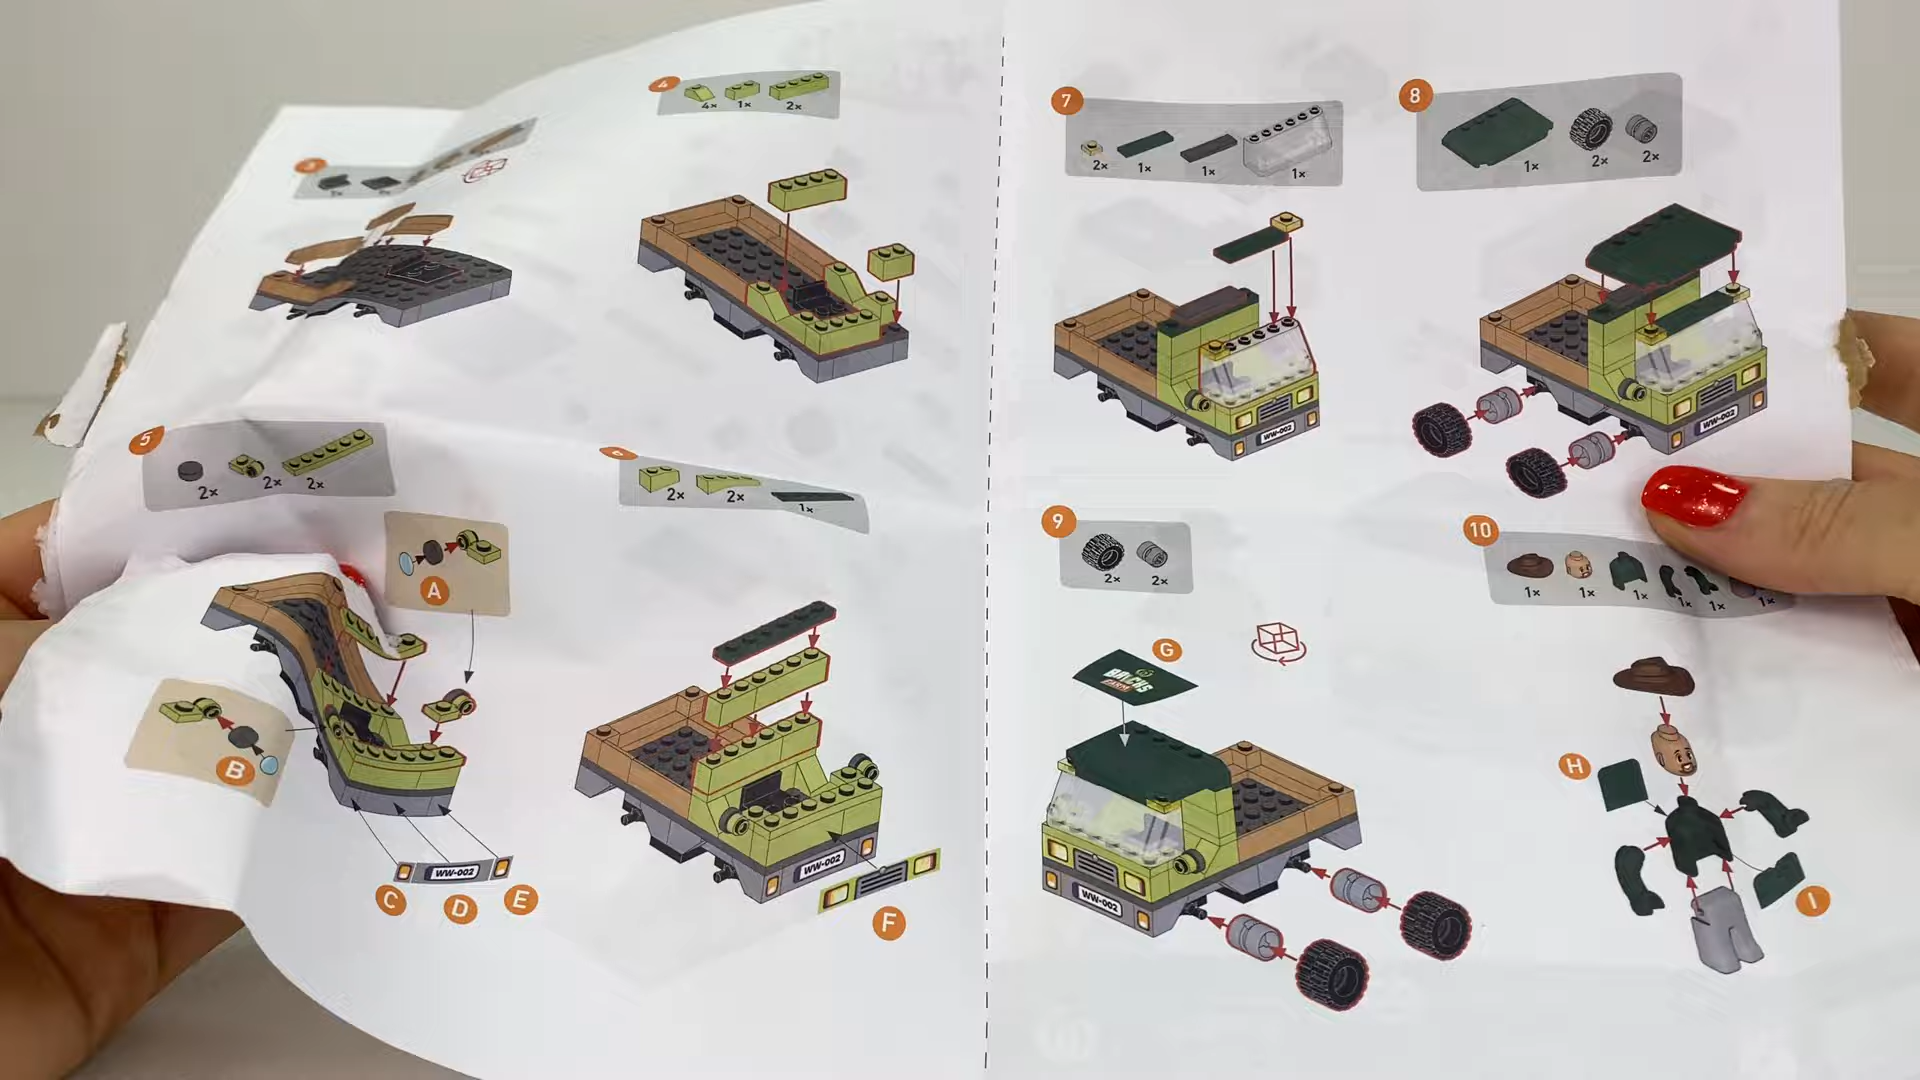 4
4x 1x 2x
5
2x 2x 2x
A
B
WW-002
C D E
2x 2x 1x
WW-002
F
7
2x 1x 1x 1x
WW-002
8
1x 2x 2x
WW-002
9
2x 2x
G
BRICKS
FARM
WW-002
10
1x 1x 1x 1x 1x 1x
H
I